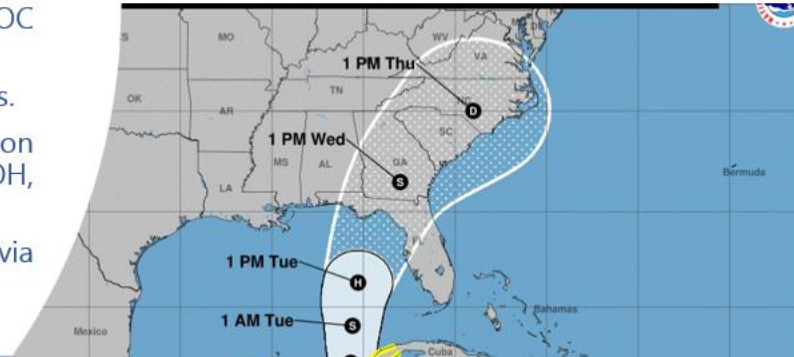 OC
s.
on
OH,
via
1 PM Thu
1 PM Wed
1 PM Tue
1 AM Tue
MO
OK
AR
TN
MS
AL
GA
LA
SC
WV
VA
D
S
H
S
Bermuda
Bahamas
Mexico
Cuba